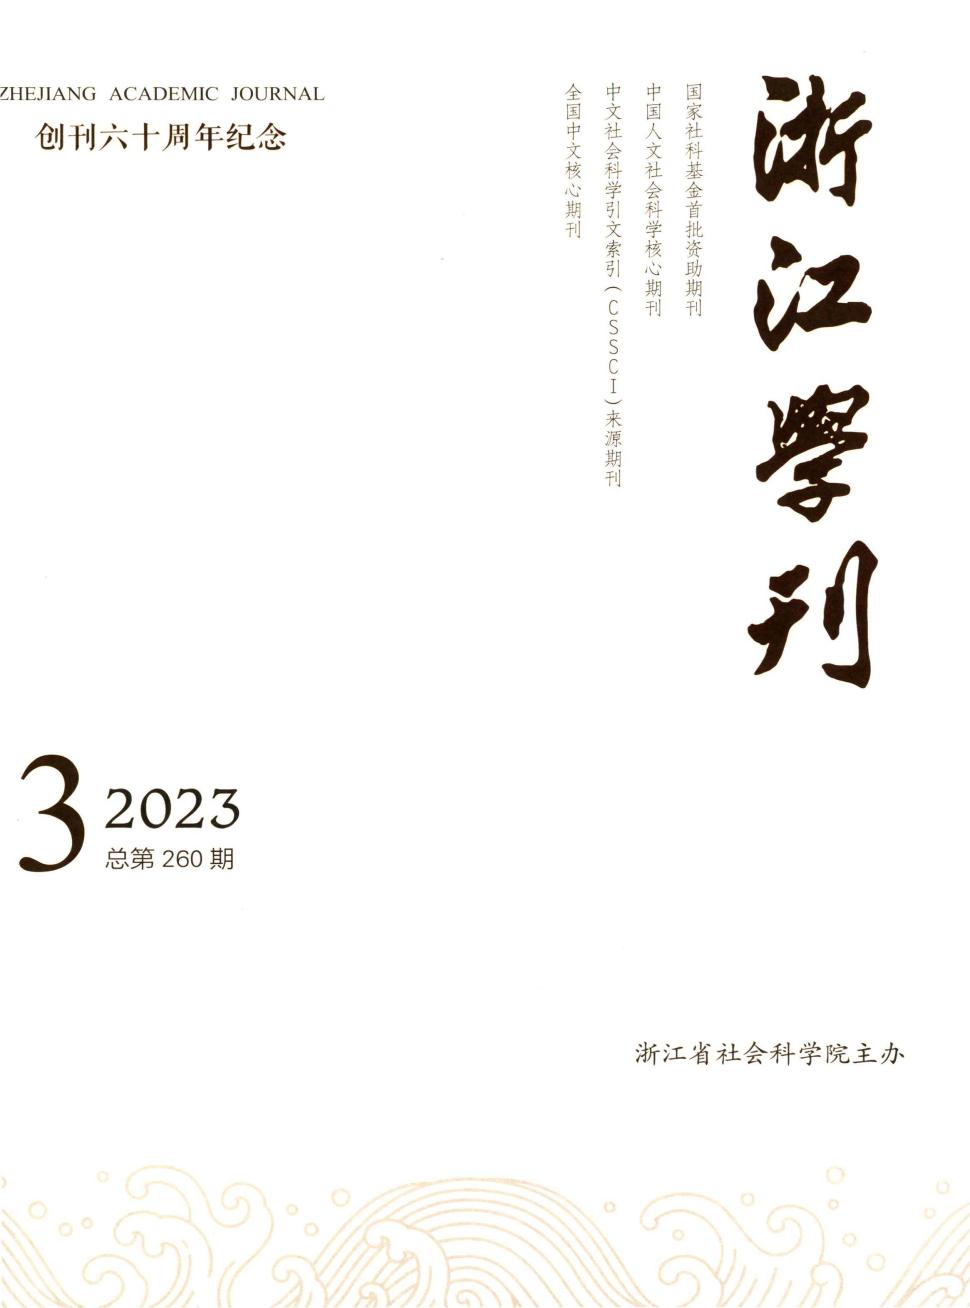 ZHEJIANG ACADEMIC JOURNAL
创刊六十周年纪念
浙江學刊
国家社科基金首批资助期刊
中国人文社会科学核心期刊
中文社会科学引文索引(CSSCI)来源期刊
全国中文核心期刊
3
2023
总第 260 期
浙江省社会科学院主办